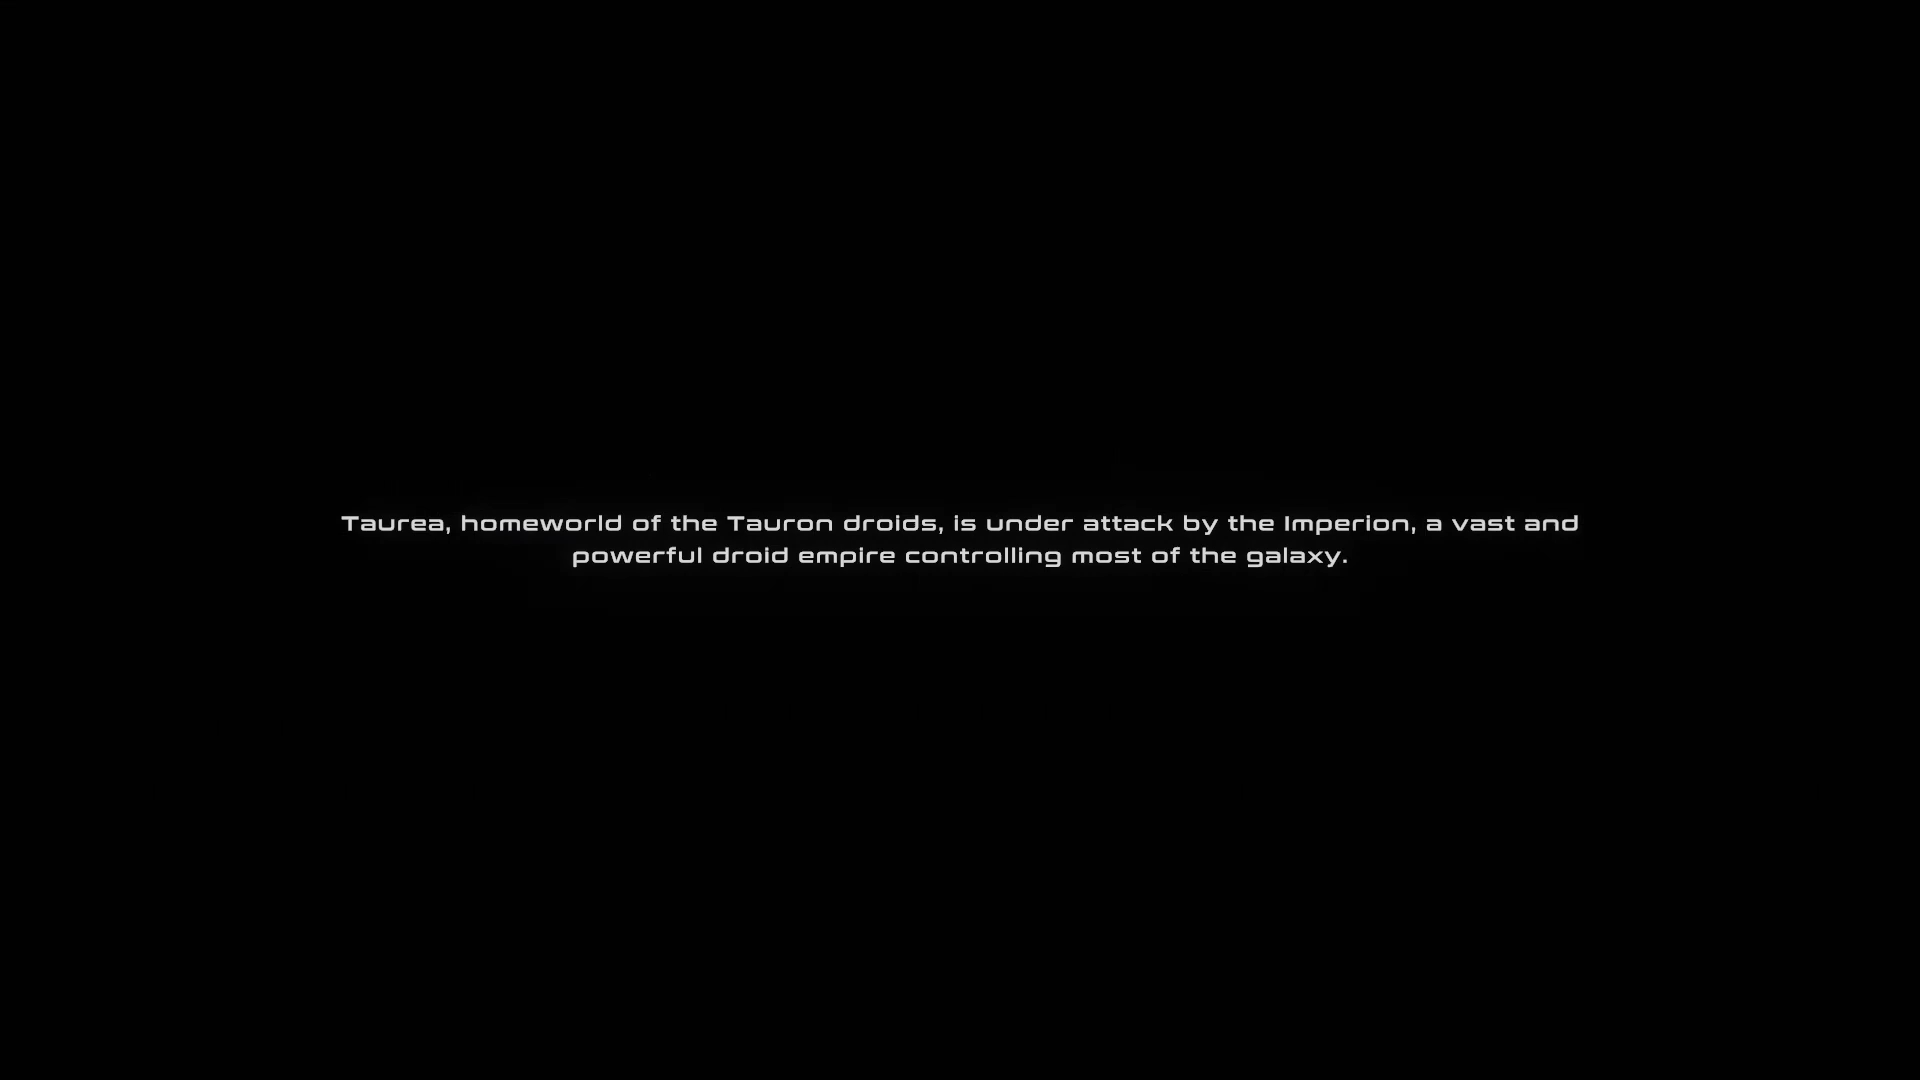 Taurea, homeworld of the Tauron droids, is under attack by the Imperion, a vast and
powerful droid empire controlling most of the galaxy.